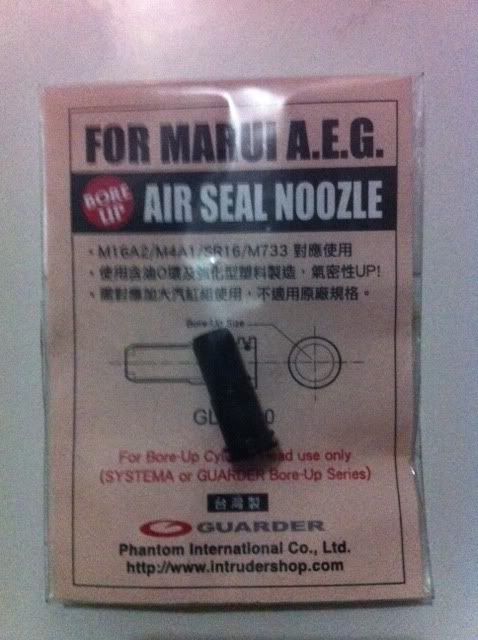 FOR MARUI A.E.G.
BORE UP
AIR SEAL NOOZLE
・M16A2/M4A1/SR16/M733 對應使用
・使用含油O環及強化型塑料製造，氣密性UP!
・需對應加大汽缸組使用，不適用原廠規格。
Bore-Up Size
For Bore-Up use only
(SYSTEMA or GUARDER Bore-Up Series)
台灣製
GUARDER
Phantom International Co., Ltd.
http://www.intrudershop.com